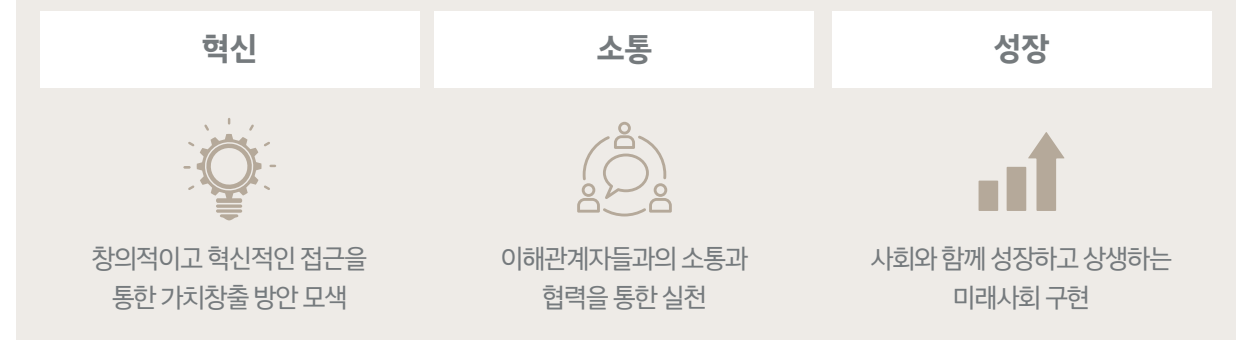 혁신
소통
성장
창의적이고 혁신적인 접근을
통한 가치창출 방안 모색
이해관계자들과의 소통과
협력을 통한 실천
사회와 함께 성장하고 상생하는
미래사회 구현